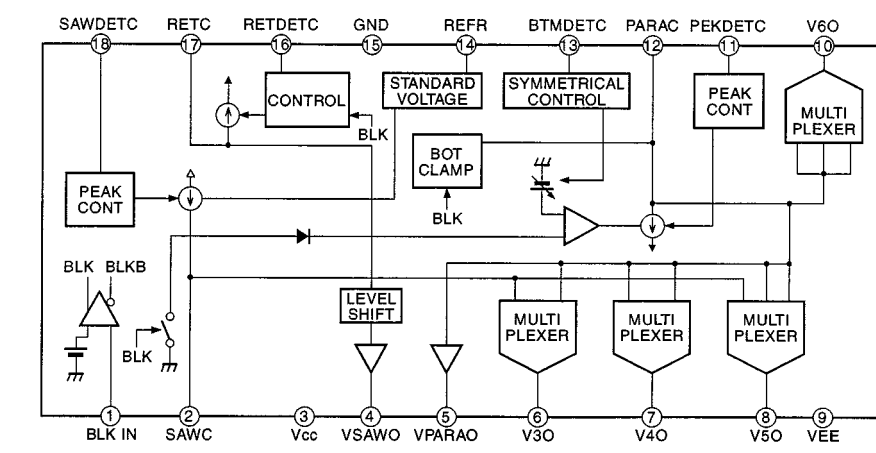 SAWDETC RETC RETDETC GND REFR BTMDETC PARAC PEKDETC V6O
18 17 16 15 14 13 12 11 10
CONTROL
STANDARD
VOLTAGE
SYMMETRICAL
CONTROL
PEAK
CONT
MULTI
PLEXER
BLK
BOT
CLAMP
PEAK
CONT
BLK
BLK BLKB
LEVEL
SHIFT
MULTI
PLEXER
MULTI
PLEXER
MULTI
PLEXER
BLK
1 2 3 4 5 6 7 8 9
BLK IN SAWC Vcc VSAWO VPARAO V3O V4O V5O VEE